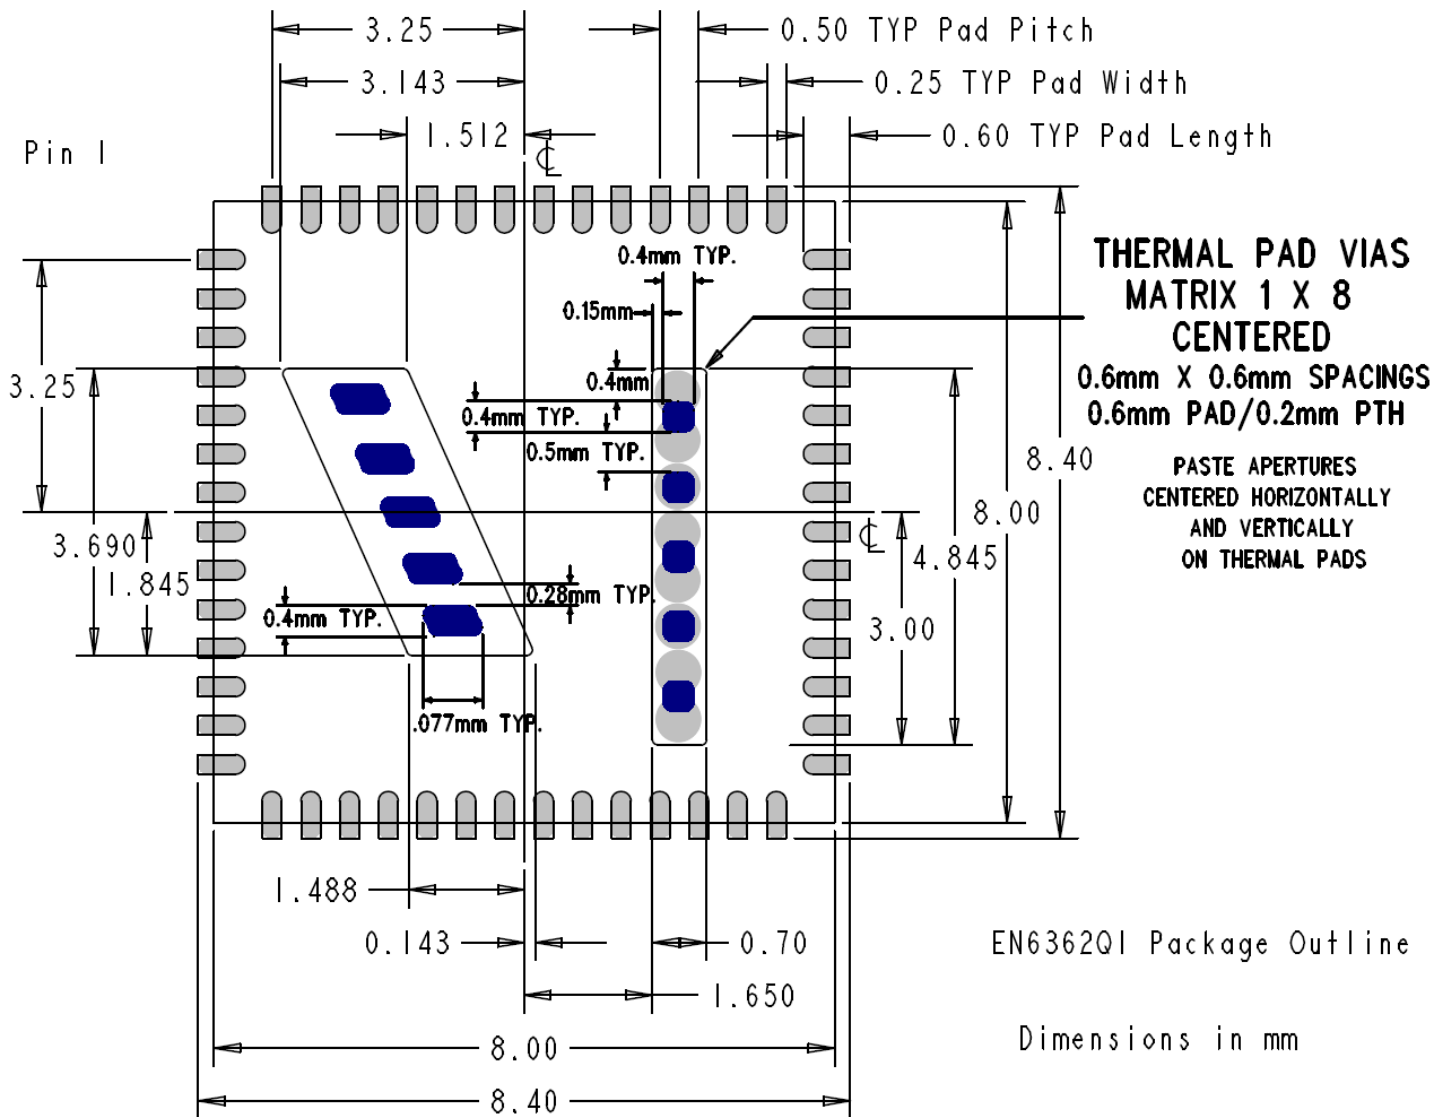 3.25
0.50 TYP Pad Pitch
3.143
0.25 TYP Pad Width
1.512
0.60 TYP Pad Length
Pin 1
℄
THERMAL PAD VIAS
MATRIX 1 X 8
CENTERED
0.6mm X 0.6mm SPACINGS
0.6mm PAD/0.2mm PTH
PASTE APERTURES
CENTERED HORIZONTALLY
AND VERTICALLY
ON THERMAL PADS
0.4mm TYP.
0.15mm
0.4mm
0.4mm TYP.
0.5mm TYP.
3.25
8.40
8.00
℄
4.845
3.690
1.845
0.28mm TYP.
0.4mm TYP.
3.00
.077mm TYP.
1.488
0.143
0.70
EN6362QI Package Outline
1.650
Dimensions in mm
8.00
8.40